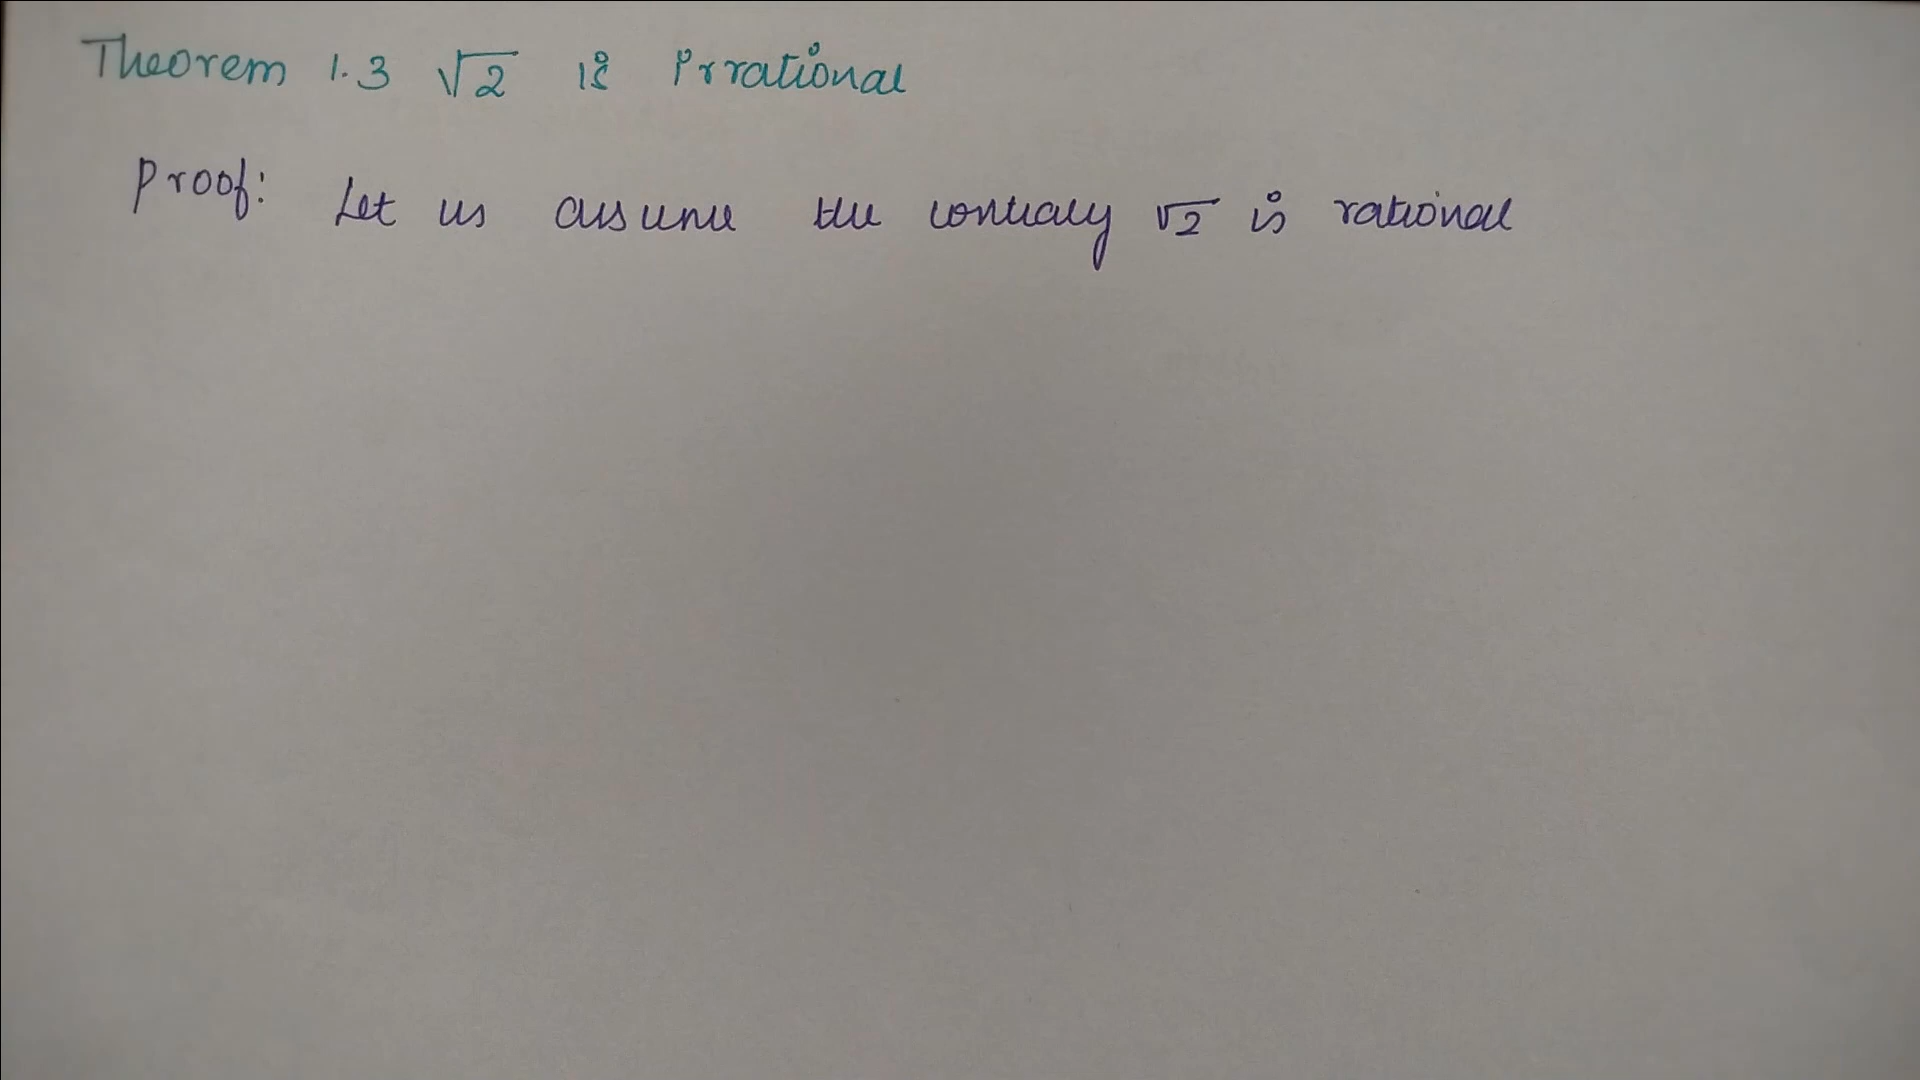 Theorem 1.3 √2 is irrational
Proof: Let us assume the contrary √2 is rational